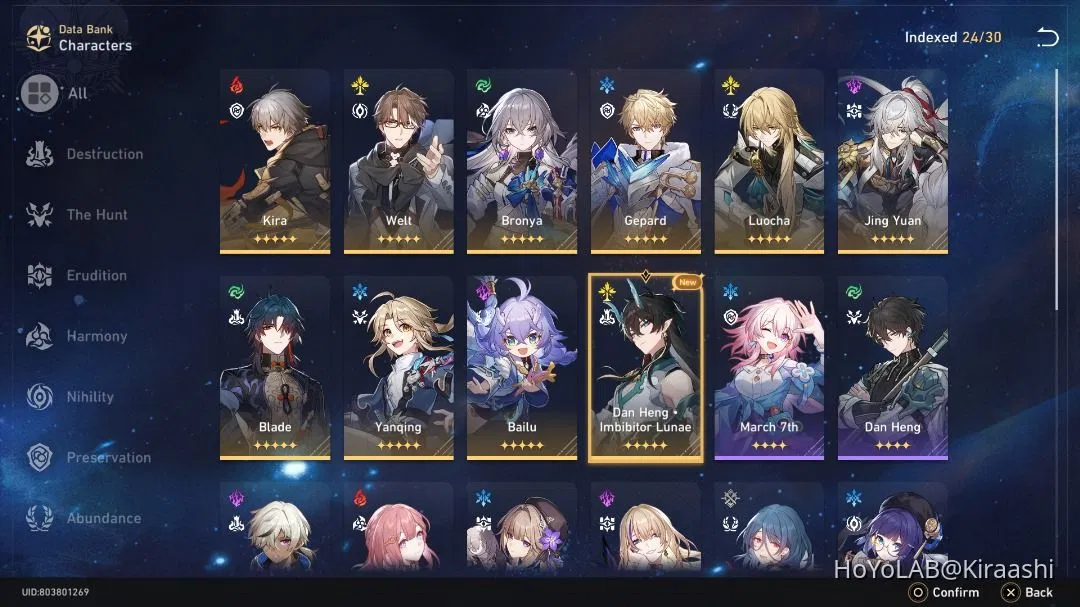 Data Bank
Characters
Indexed 24/30
All
Destruction
The Hunt
Erudition
Harmony
Nihility
Preservation
Abundance
Kira
Welt
Bronya
Gepard
Luocha
Jing Yuan
New
Blade
Yanqing
Bailu
Dan Heng •
Imbibitor Lunae
March 7th
Dan Heng
HoYoLAB@Kiraashi
UID:803801269
Confirm
Back